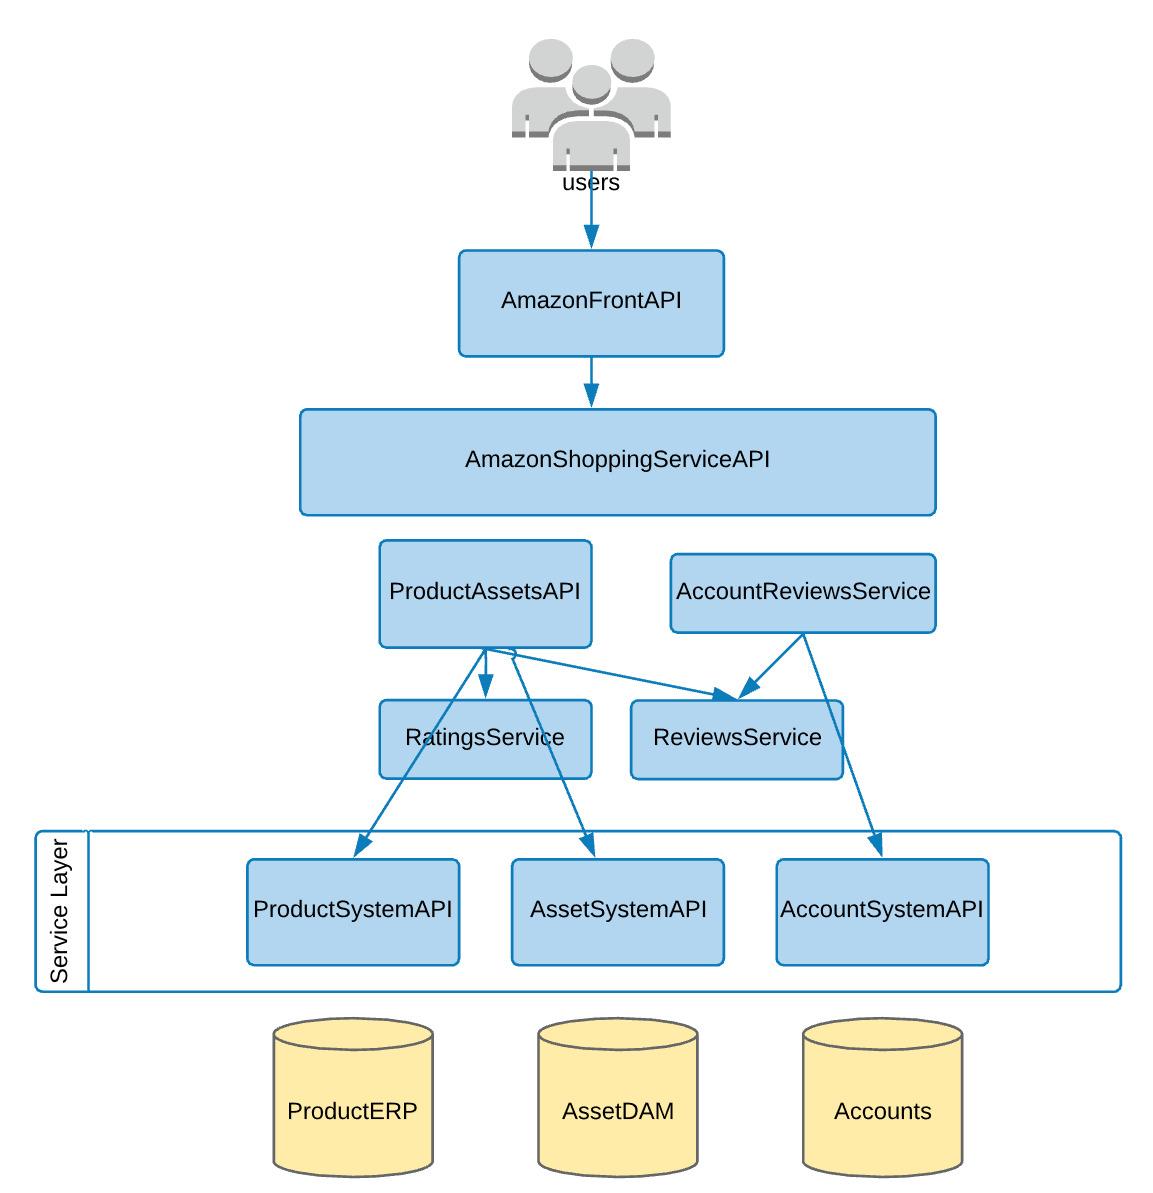 users
AmazonFrontAPI
AmazonShoppingServiceAPI
ProductAssetsAPI
AccountReviewsService
RatingsService
ReviewsService
Service Layer
ProductSystemAPI
AssetSystemAPI
AccountSystemAPI
ProductERP
AssetDAM
Accounts